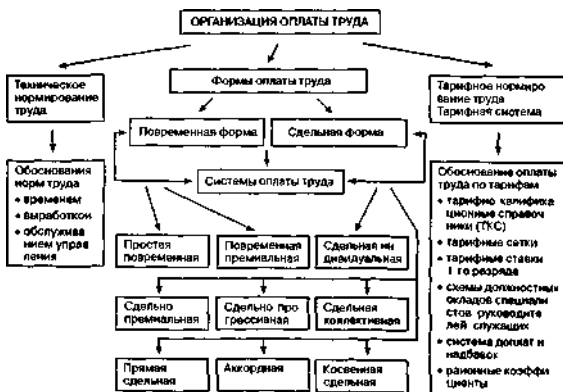 ОРГАНИЗАЦИЯ ОПЛАТЫ ТРУДА
Техническое
нормирование
труда
Формы оплаты труда
Тарифное нормиро
вание труда
Тарифная система
Повременная форма
Сдельная форма
Обоснования
норм труда
• временем
• выработкой
• обслужива
нием управ
ления
Системы оплаты труда
Обоснование оплаты
труда по тарифам
• тарифно квалифика
ционные справоч
ники (ТКС)
• тарифные сетки
• тарифные ставки
1 го разряда
• схемы должностных
окладов специали
стов руководите
лей служащих
• система доплат и
надбавок
• районные коэффи
циенты
Простая
повременная
Повременная
премиальная
Сдельная ин
дивидуальная
Сдельно
премиальная
Сдельно про
грессивная
Сдельная
коллективная
Прямая
сдельная
Аккордная
Косвенная
сдельная